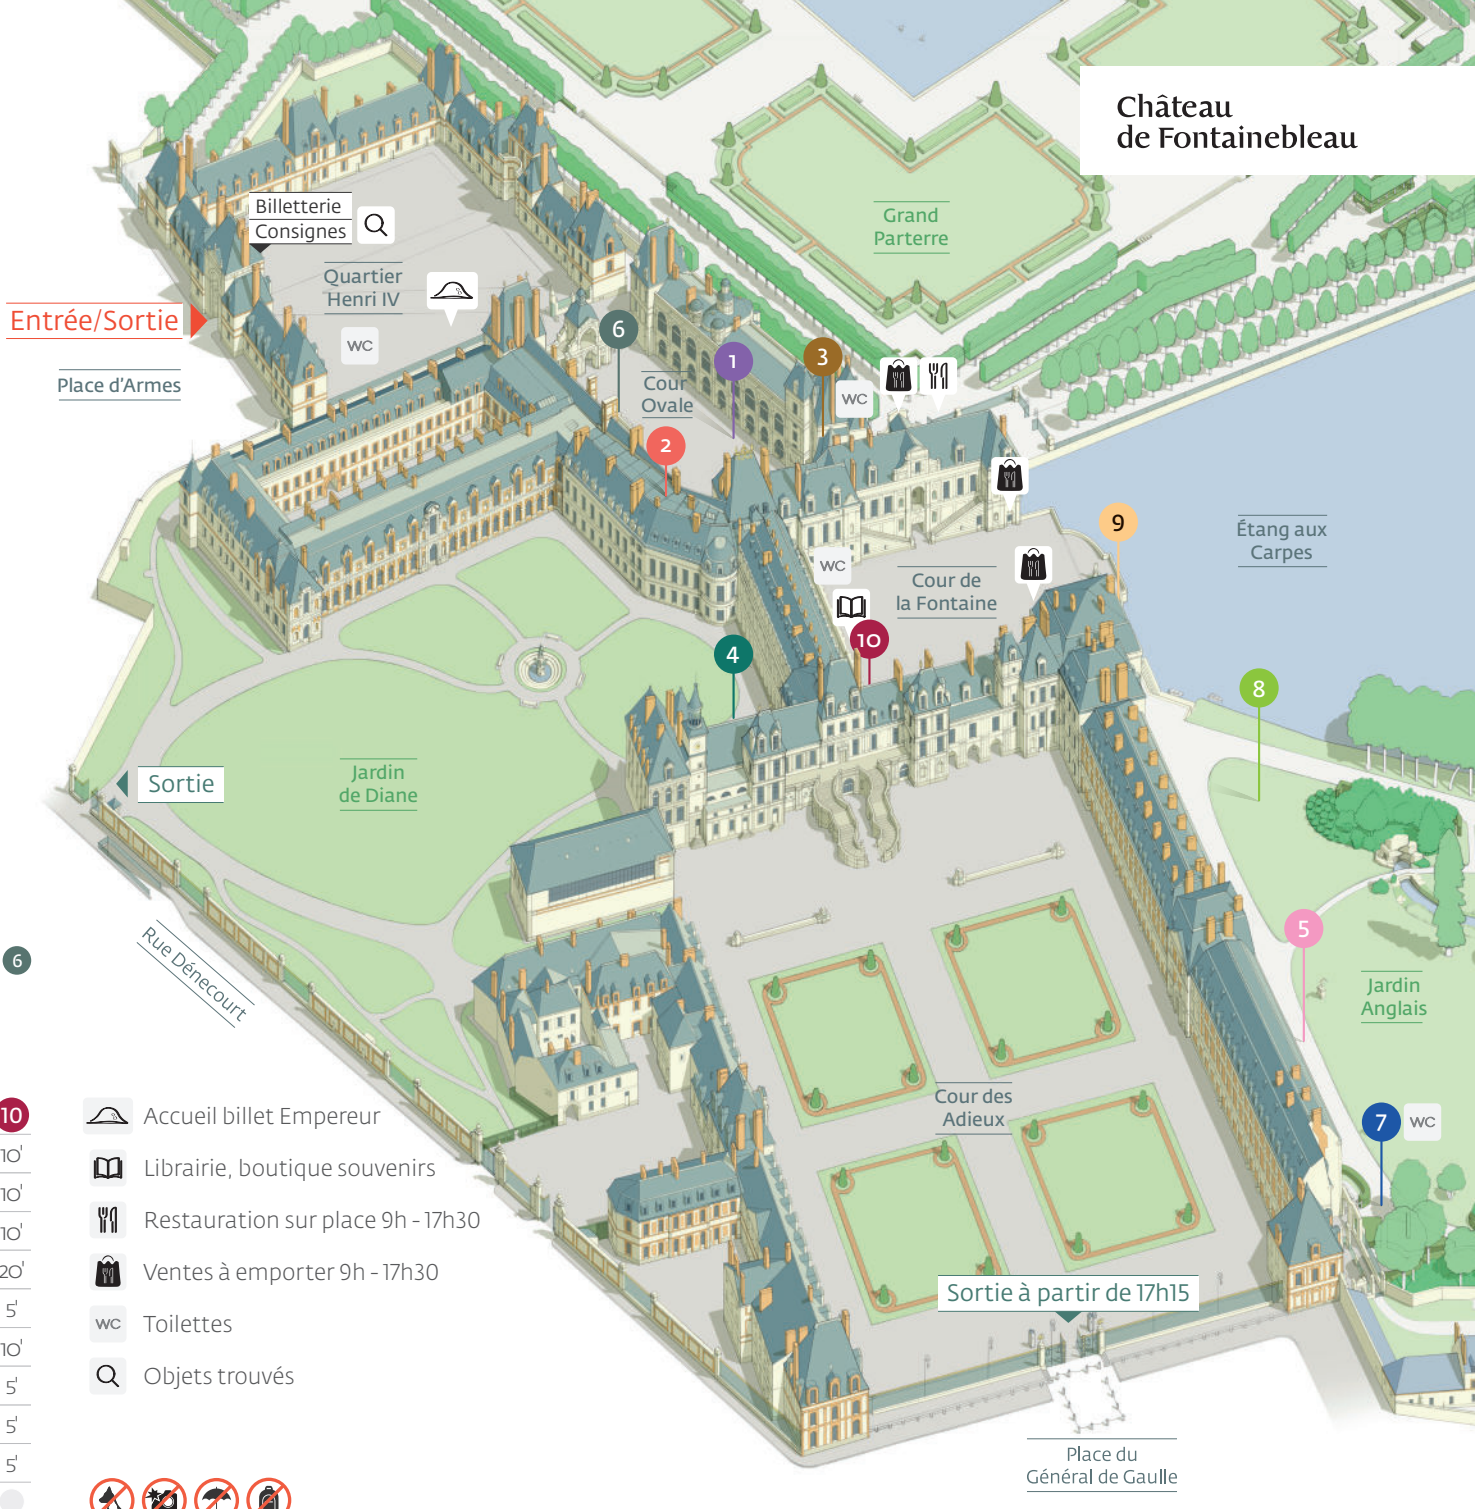 Château
de Fontainebleau
Billetterie
Consignes
Quartier
Henri IV
Entrée/Sortie
WC
Place d'Armes
Grand
Parterre
6
1
3
Cour
Ovale
WC
2
9
Étang aux
Carpes
WC
Cour de
la Fontaine
10
4
8
Sortie
Jardin
de Diane
5
Rue Dénecourt
6
Jardin
Anglais
Cour des
Adieux
7
WC
10
10'
10'
10'
20'
5'
10'
5'
5'
5'
Accueil billet Empereur
Librairie, boutique souvenirs
Restauration sur place 9h - 17h30
Ventes à emporter 9h - 17h30
WC
Toilettes
Objets trouvés
Sortie à partir de 17h15
Place du
Général de Gaulle